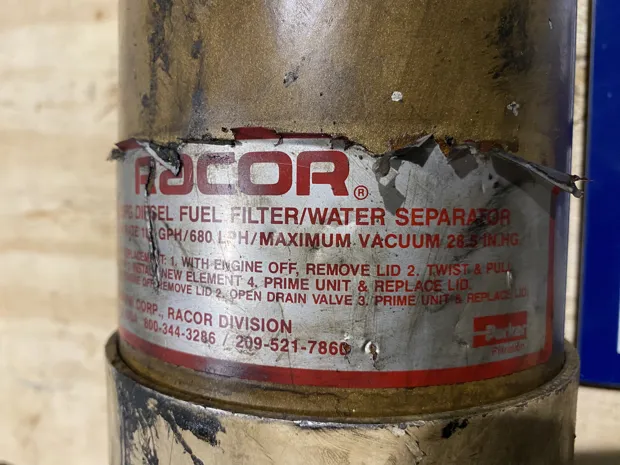 RACOR®
DIESEL FUEL FILTER/WATER SEPARATOR
GPH/680 LPH/MAXIMUM VACUUM 28.5 IN.HG.
1. WITH ENGINE OFF, REMOVE LID 2. TWIST & PULL
NEW ELEMENT 4. PRIME UNIT & REPLACE LID.
OFF, REMOVE LID 2. OPEN DRAIN VALVE 3. PRIME UNIT & REPLACE LID
CORP., RACOR DIVISION
800-344-3286 / 209-521-7860
Parker